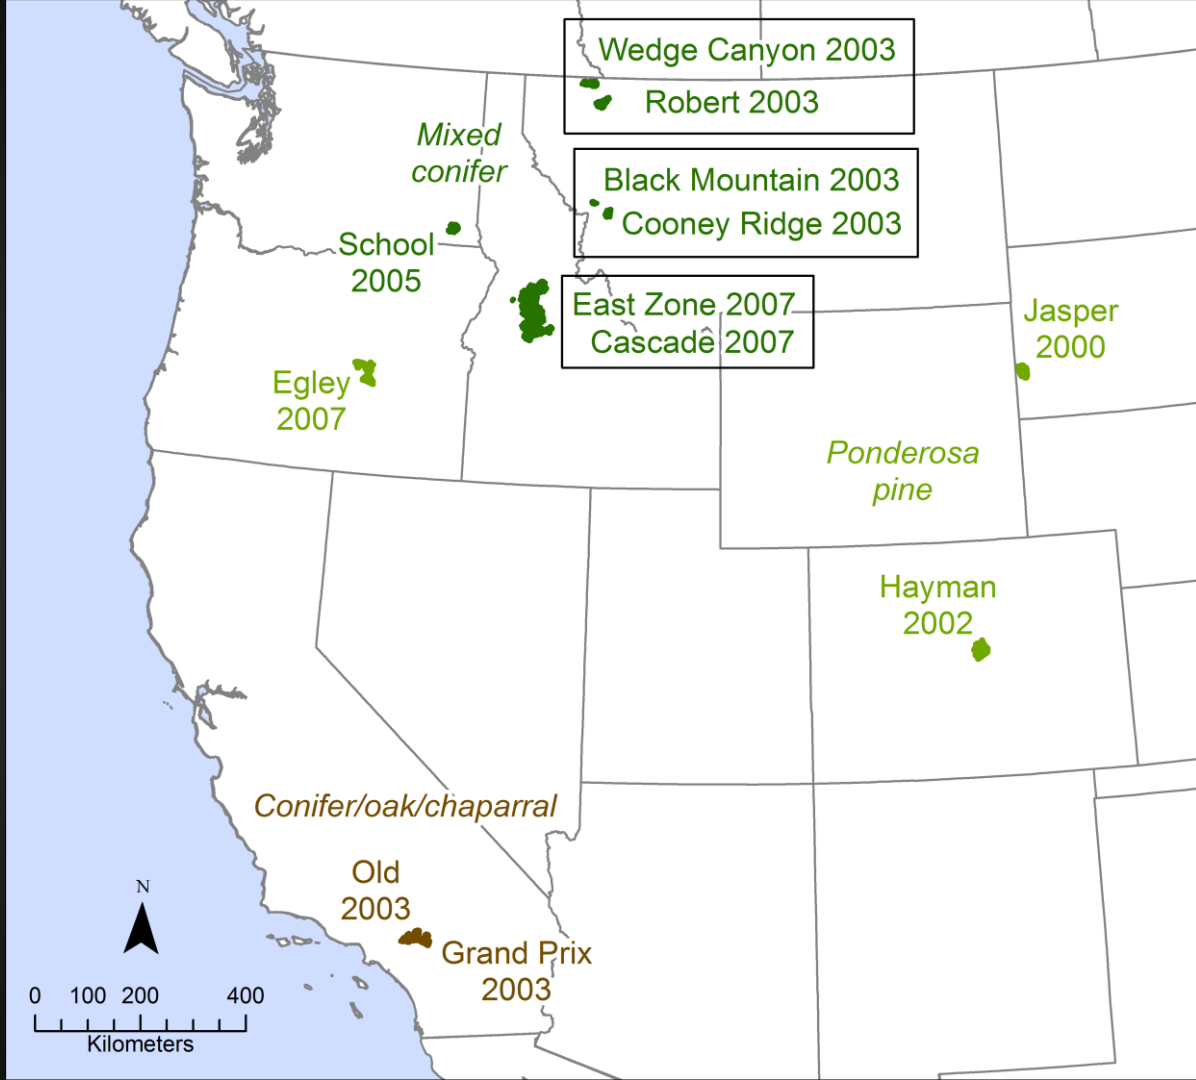 Wedge Canyon 2003
Robert 2003
Mixed
conifer
Black Mountain 2003
Cooney Ridge 2003
School
2005
East Zone 2007
Cascade 2007
Jasper
2000
Egley
2007
Ponderosa
pine
Hayman
2002
Conifer/oak/chaparral
Old
2003
Grand Prix
2003
N
0 100 200 400
Kilometers